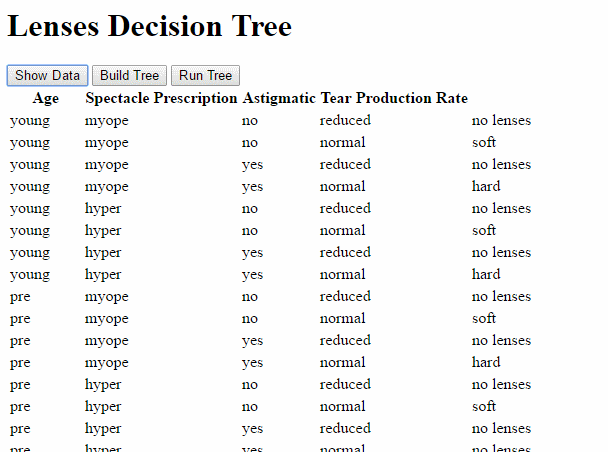 Lenses Decision Tree
Show Data Build Tree Run Tree
Age Spectacle Prescription Astigmatic Tear Production Rate
young myope no reduced no lenses
young myope no normal soft
young myope yes reduced no lenses
young myope yes normal hard
young hyper no reduced no lenses
young hyper no normal soft
young hyper yes reduced no lenses
young hyper yes normal hard
pre myope no reduced no lenses
pre myope no normal soft
pre myope yes reduced no lenses
pre myope yes normal hard
pre hyper no reduced no lenses
pre hyper no normal soft
pre hyper yes reduced no lenses
pre hyper yes normal no lenses